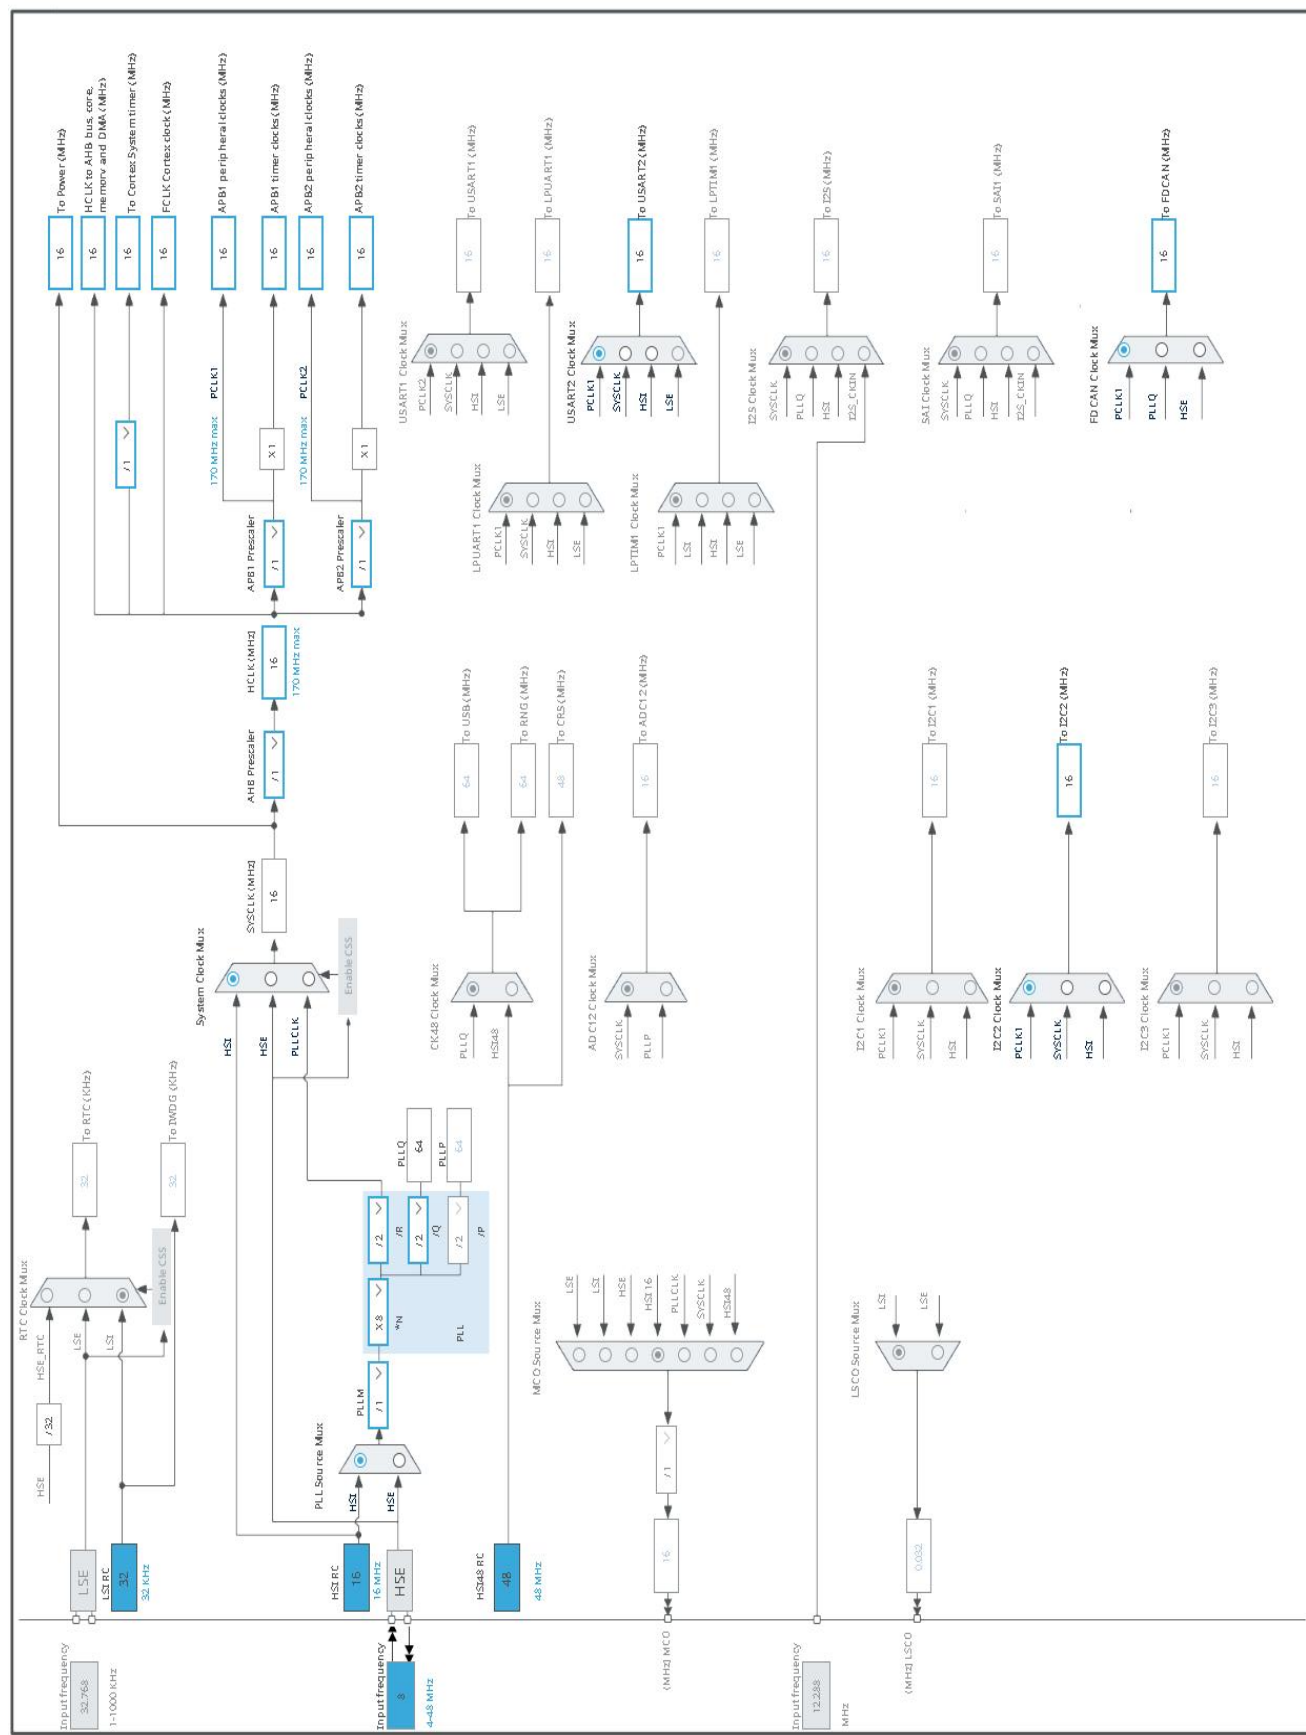 Input frequency
32.768
1-1000 KHz
LSE
LSI RC
32
32 KHz
HSE
/32
HSE_RTC
LSE
LSI
RTC Clock Mux
Enable CSS
32
To RTC (KHz)
32
To IWDG (KHz)
Input frequency
8
4-48 MHz
HSI RC
16
16 MHz
HSE
HSI48 RC
48
48 MHz
PLL Source Mux
HSI
HSE
PLLM
/1
X 8
*N
PLL
/2
/R
/2
/Q
/2
/P
PLLQ
64
PLLP
64
System Clock Mux
HSI
HSE
PLLCLK
Enable CSS
SYSCLK (MHz)
16
AHB Prescaler
/1
HCLK (MHz)
16
170 MHz max
APB1 Prescaler
/1
APB2 Prescaler
/1
/1
170 MHz max
PCLK1
X 1
170 MHz max
PCLK2
X 1
16
To Power (MHz)
16
HCLK to AHB bus, core,
memory and DMA (MHz)
16
To Cortex System timer (MHz)
16
FCLK Cortex clock (MHz)
16
APB1 peripheral clocks (MHz)
16
APB1 timer clocks (MHz)
16
APB2 peripheral clocks (MHz)
16
APB2 timer clocks (MHz)
CK48 Clock Mux
PLLQ
HSI48
64
To USB (MHz)
64
To RNG (MHz)
48
To CRS (MHz)
ADC12 Clock Mux
SYSCLK
PLLP
16
To ADC12 (MHz)
USART1 Clock Mux
PCLK2
SYSCLK
HSI
LSE
16
To USART1 (MHz)
LPUART1 Clock Mux
PCLK1
SYSCLK
HSI
LSE
16
To LPUART1 (MHz)
USART2 Clock Mux
PCLK1
SYSCLK
HSI
LSE
16
To USART2 (MHz)
LPTIM1 Clock Mux
PCLK1
LSI
HSI
LSE
16
To LPTIM1 (MHz)
MCO Source Mux
LSE
LSI
HSE
HSI 16
PLLCLK
SYSCLK
HSI48
/1
16
(MHz) MCO
I2S Clock Mux
SYSCLK
PLLQ
HSI
I2S_CKIN
16
To I2S (MHz)
Input frequency
12.288
MHz
LSCO Source Mux
LSI
LSE
0.032
(MHz) LSCO
I2C1 Clock Mux
PCLK1
SYSCLK
HSI
16
To I2C1 (MHz)
SAI Clock Mux
SYSCLK
PLLQ
HSI
I2S_CKIN
16
To SAI1 (MHz)
I2C2 Clock Mux
PCLK1
SYSCLK
HSI
16
To I2C2 (MHz)
FDCAN Clock Mux
PCLK1
PLLQ
HSE
16
To FDCAN (MHz)
I2C3 Clock Mux
PCLK1
SYSCLK
HSI
16
To I2C3 (MHz)